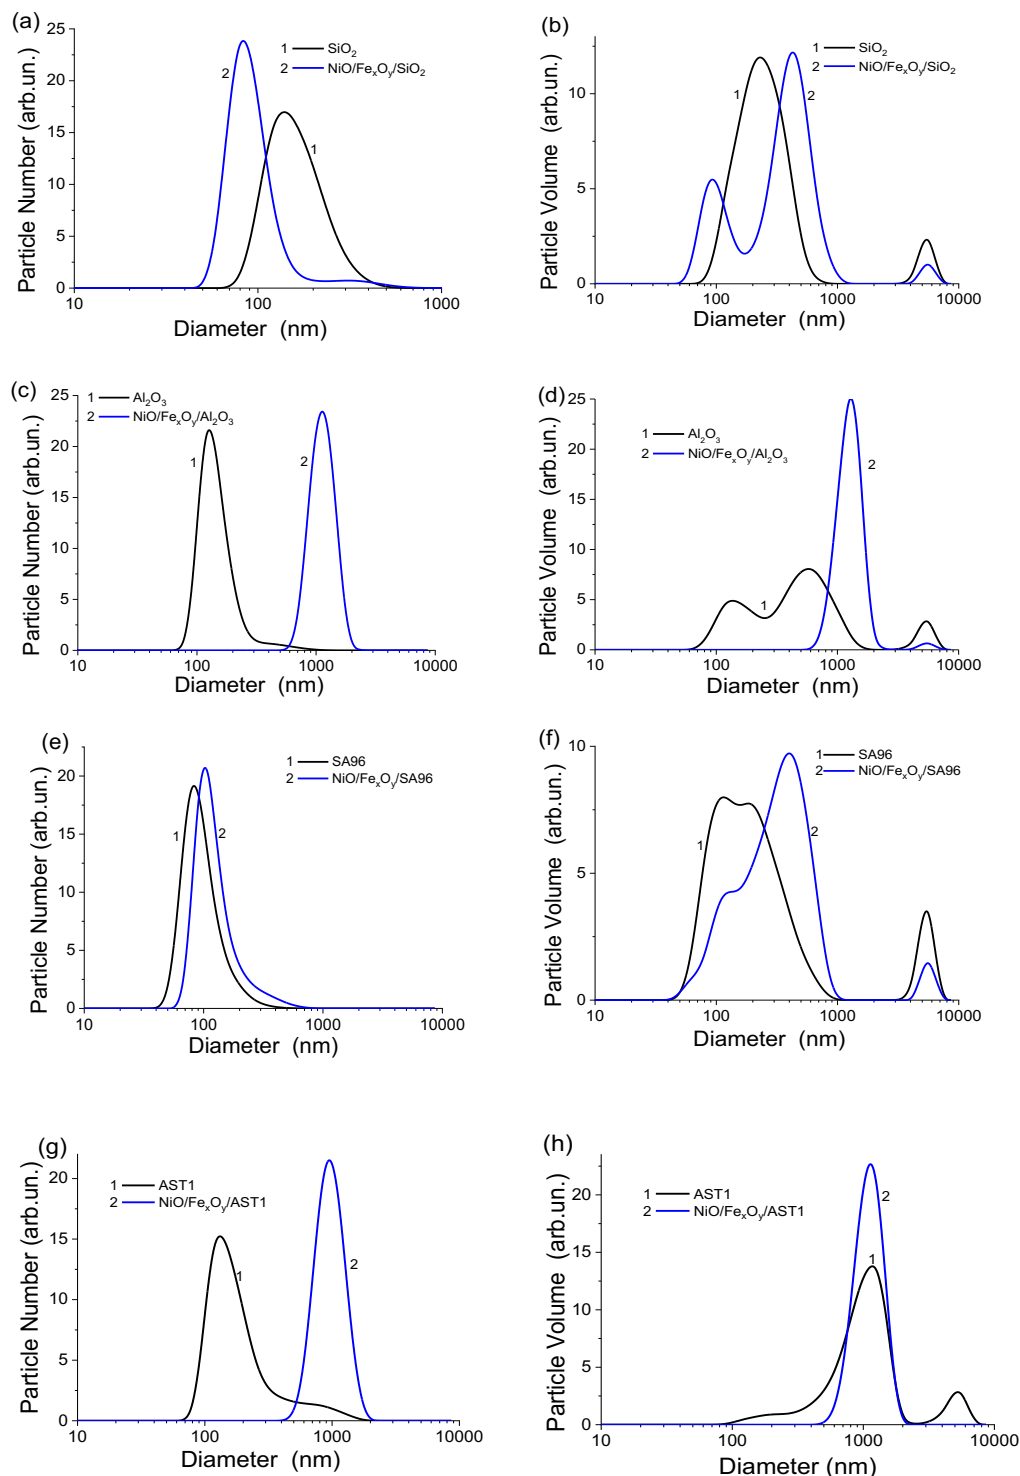 (a)
25
20
15
10
5
0
10
100
1000
Particle Number (arb.un.)
Diameter (nm)
1 SiO₂
2 NiO/FeₓOᵧ/SiO₂
2
1
(b)
10
5
0
10
100
1000
10000
Particle Volume (arb.un.)
Diameter (nm)
1 SiO₂
2 NiO/FeₓOᵧ/SiO₂
1
2
(c)
25
20
15
10
5
0
10
100
1000
10000
Particle Number (arb.un.)
Diameter (nm)
1 Al₂O₃
2 NiO/FeₓOᵧ/Al₂O₃
1
2
(d)
25
20
15
10
5
0
10
100
1000
10000
Particle Volume (arb.un.)
Diameter (nm)
1 Al₂O₃
2 NiO/FeₓOᵧ/Al₂O₃
2
1
(e)
20
15
10
5
0
10
100
1000
10000
Particle Number (arb.un.)
Diameter (nm)
1 SA96
2 NiO/FeₓOᵧ/SA96
1
2
(f)
10
5
0
10
100
1000
10000
Particle Volume (arb.un.)
Diameter (nm)
1 SA96
2 NiO/FeₓOᵧ/SA96
1
2
(g)
20
15
10
5
0
10
100
1000
10000
Particle Number (arb.un.)
Diameter (nm)
1 AST1
2 NiO/FeₓOᵧ/AST1
1
2
(h)
20
15
10
5
0
10
100
1000
10000
Particle Volume (arb.un.)
Diameter (nm)
1 AST1
2 NiO/FeₓOᵧ/AST1
2
1